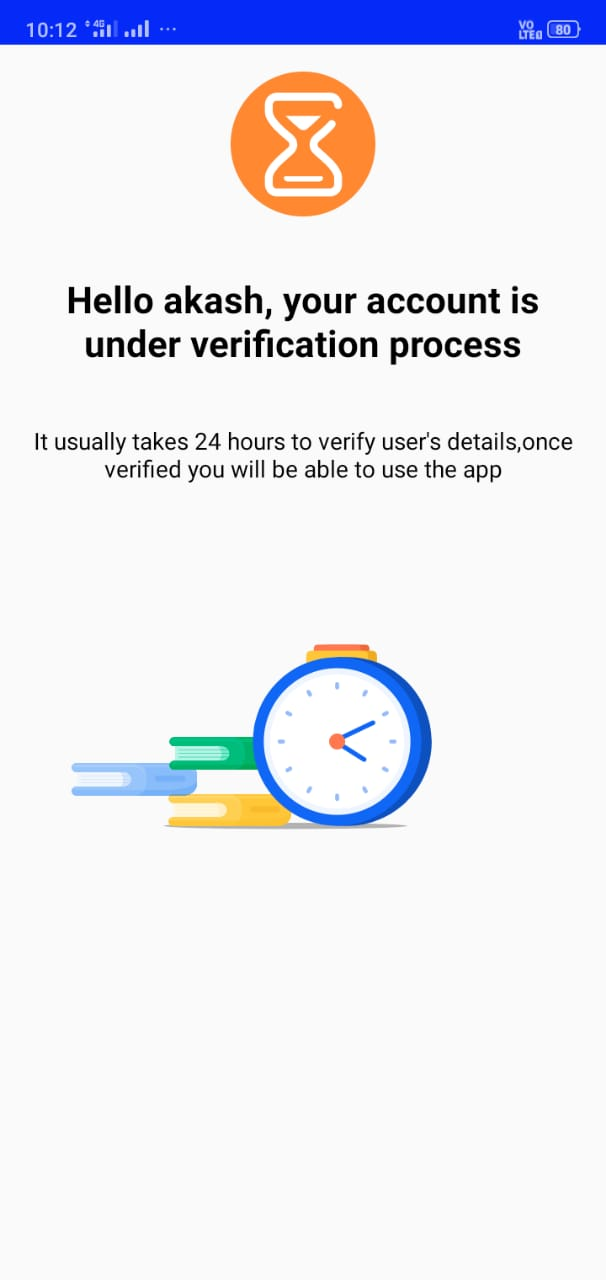 10:12 4G ... VO LTE 80
Hello akash, your account is
under verification process
It usually takes 24 hours to verify user's details,once
verified you will be able to use the app